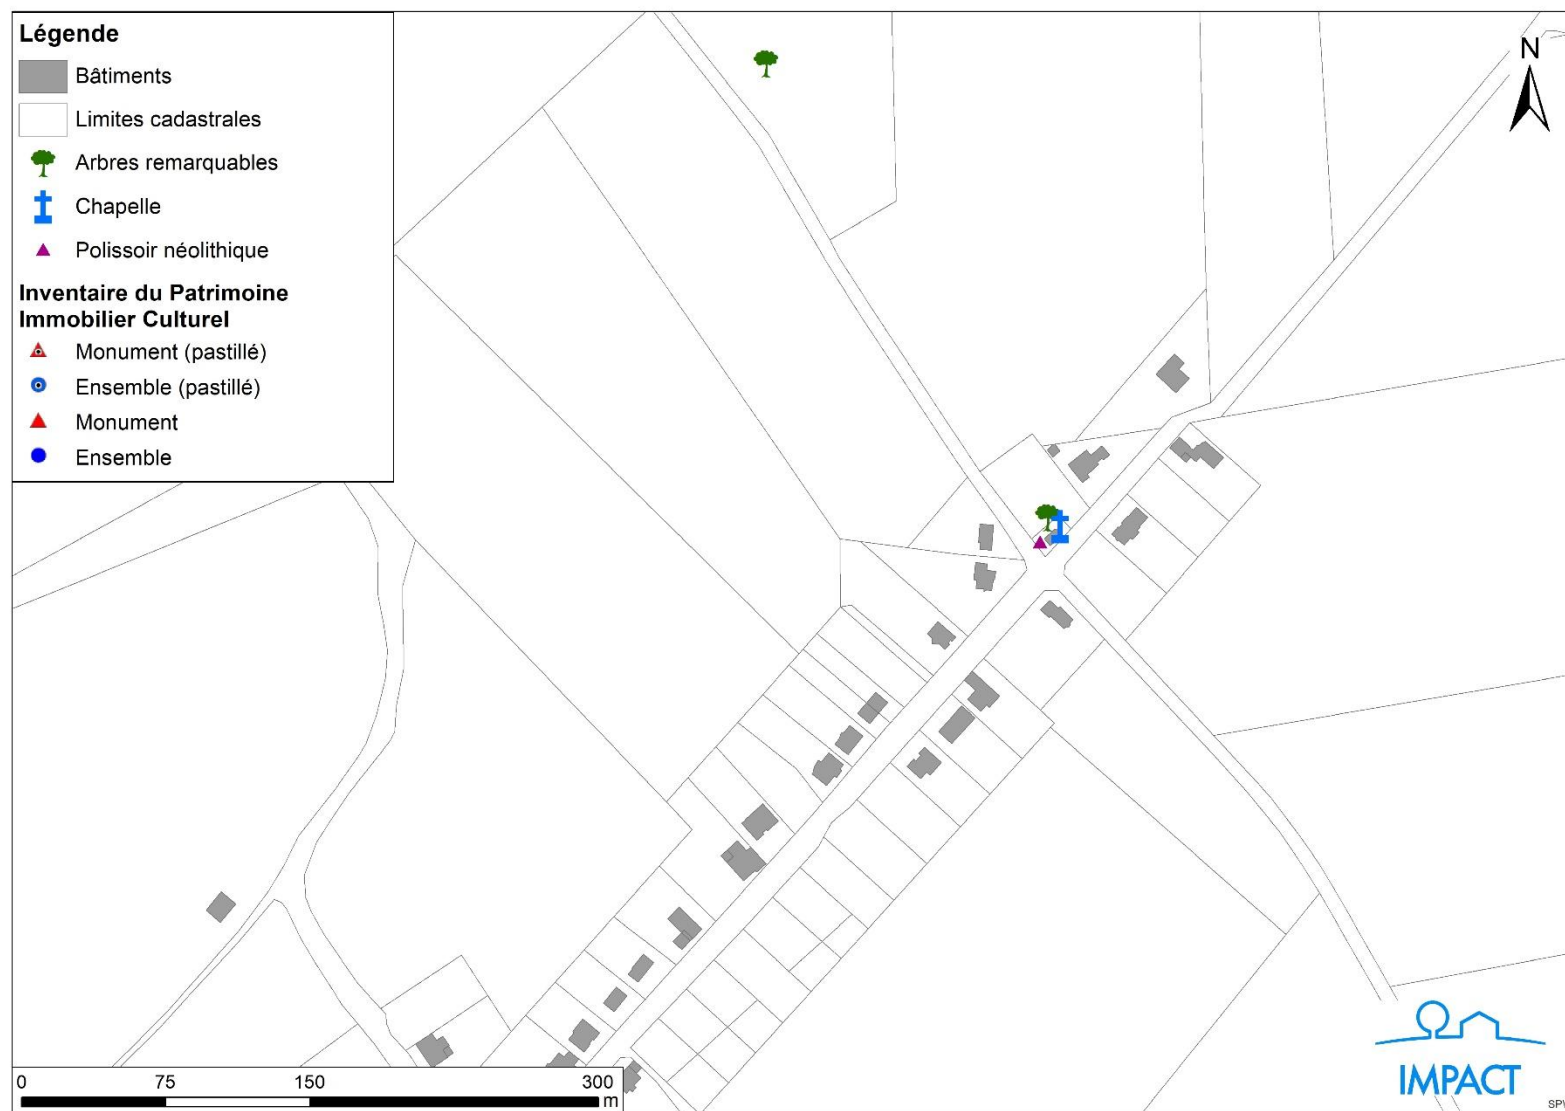 Légende
Bâtiments
Limites cadastrales
Arbres remarquables
Chapelle
Polissoir néolithique
Inventaire du Patrimoine
Immobilier Culturel
Monument (pastillé)
Ensemble (pastillé)
Monument
Ensemble
N
0 75 150 300
m
IMPACT